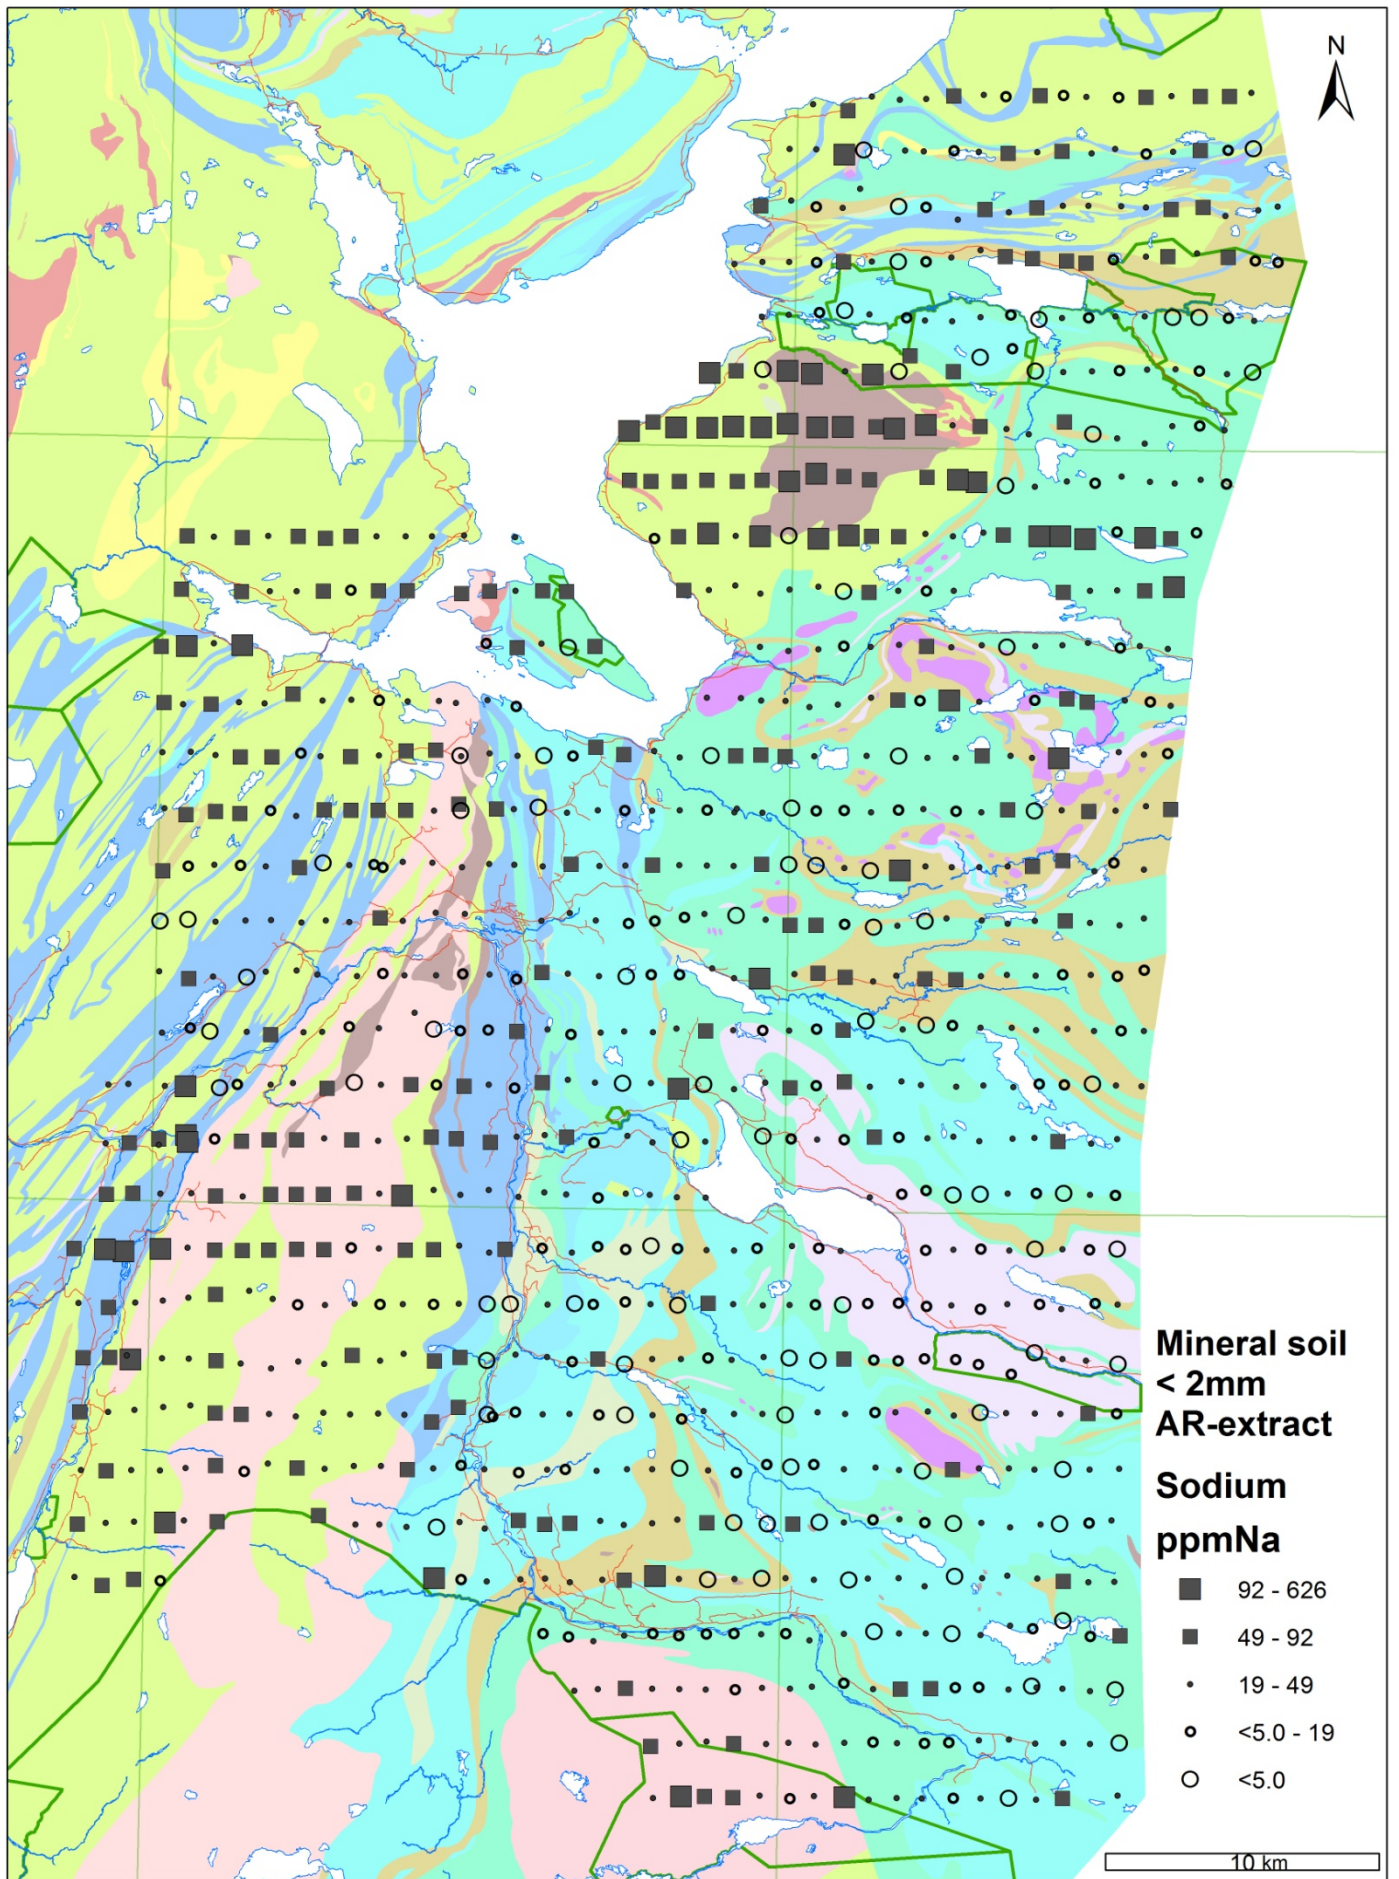 N
Mineral soil
< 2mm
AR-extract
Sodium
ppmNa
92 - 626
49 - 92
19 - 49
<5.0 - 19
<5.0
10 km